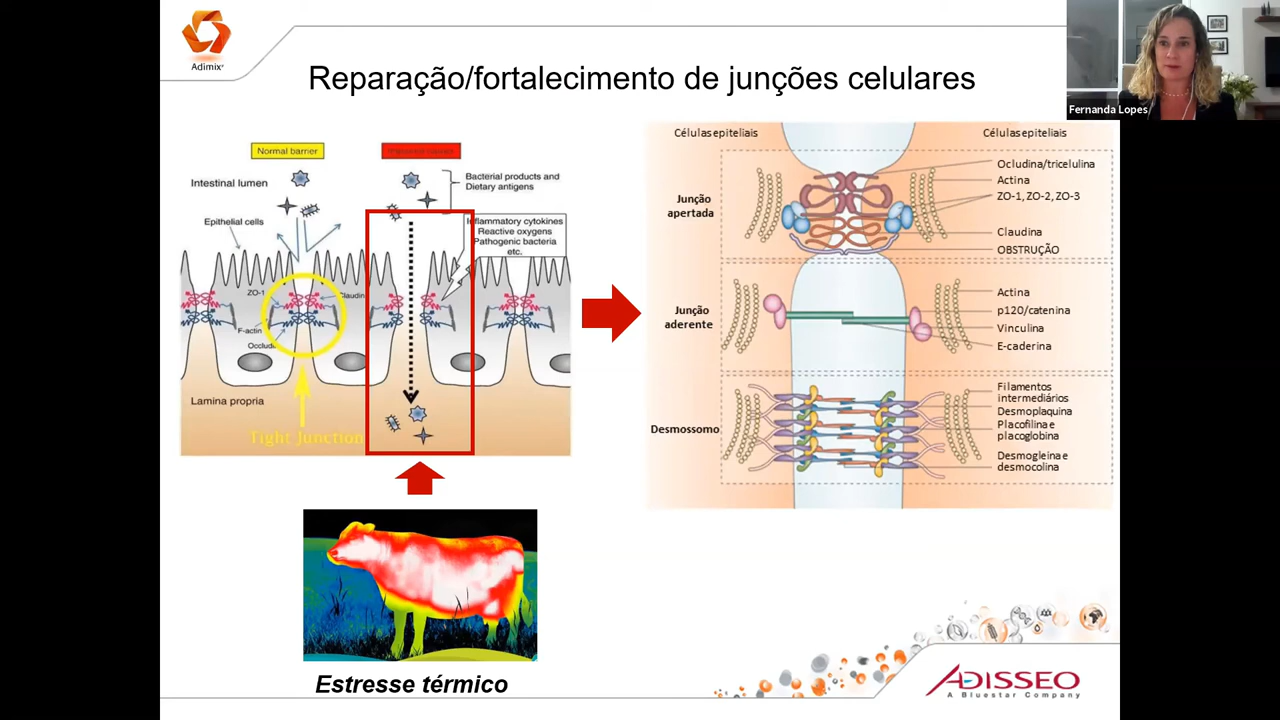 Adimix
Reparação/fortalecimento de junções celulares
Fernanda Lopes
Normal barrier
Intestinal lumen
Bacterial products and
Dietary antigens
Epithelial cells
Inflammatory cytokines
Reactive oxygens
Pathogenic bacteria
etc.
ZO-1
Claudin
F-actin
Occludi
Lamina propria
Tight Junction
Células epiteliais
Células epiteliais
Junção
apertada
Ocludina/tricelulina
Actina
ZO-1, ZO-2, ZO-3
Claudina
OBSTRUÇÃO
Junção
aderente
Actina
p120/catenina
Vinculina
E-caderina
Desmossomo
Filamentos
intermediários
Desmoplaquina
Placofilina e
placoglobina
Desmogleina e
desmocolina
Estresse térmico
ADISSEO
A Bluestar Company